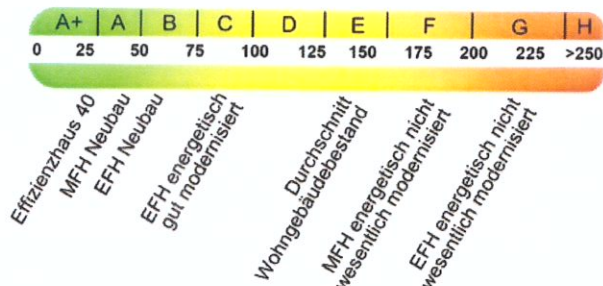 A+ A B C D E F G H
0 25 50 75 100 125 150 175 200 225 >250
Effizienzhaus 40
MFH Neubau
EFH Neubau
EFH energetisch
gut modernisiert
Durchschnitt
Wohngebäudebestand
MFH energetisch nicht
wesentlich modernisiert
EFH energetisch nicht
wesentlich modernisiert